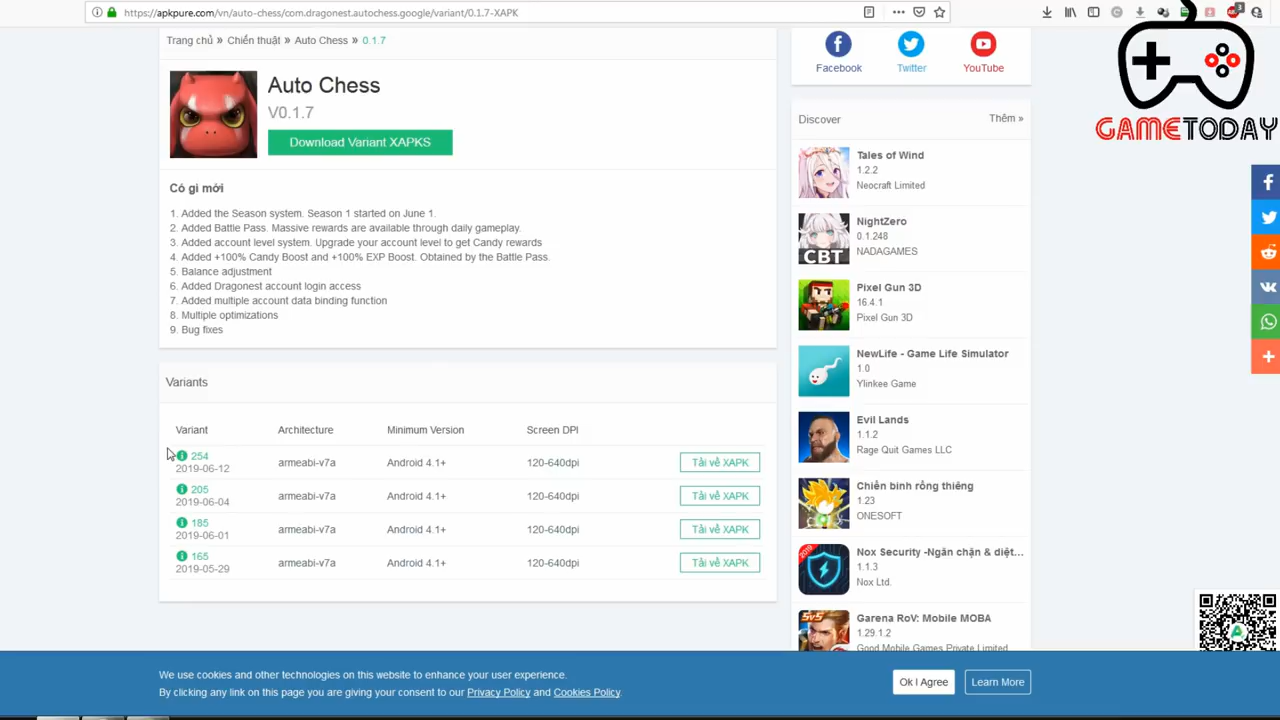 https://apkpure.com/vn/auto-chess/com.dragonest.autochess.google/variant/0.1.7-XAPK
Trang chủ » Chiến thuật » Auto Chess » 0.1.7
Auto Chess
V0.1.7
Download Variant XAPKS
Có gì mới
1. Added the Season system. Season 1 started on June 1.
2. Added Battle Pass. Massive rewards are available through daily gameplay.
3. Added account level system. Upgrade your account level to get Candy rewards
4. Added +100% Candy Boost and +100% EXP Boost. Obtained by the Battle Pass.
5. Balance adjustment
6. Added Dragonest account login access
7. Added multiple account data binding function
8. Multiple optimizations
9. Bug fixes
Variants
Variant Architecture Minimum Version Screen DPI
254
2019-06-12 armeabi-v7a Android 4.1+ 120-640dpi Tải về XAPK
205
2019-06-04 armeabi-v7a Android 4.1+ 120-640dpi Tải về XAPK
185
2019-06-01 armeabi-v7a Android 4.1+ 120-640dpi Tải về XAPK
165
2019-05-29 armeabi-v7a Android 4.1+ 120-640dpi Tải về XAPK
Facebook Twitter YouTube
Discover Thêm »
Tales of Wind
1.2.2
Neocraft Limited
NightZero
0.1.248
NADAGAMES
CBT
Pixel Gun 3D
16.4.1
Pixel Gun 3D
NewLife - Game Life Simulator
1.0
Ylinkee Game
Evil Lands
1.1.2
Rage Quit Games LLC
Chiến binh rồng thiêng
1.23
ONESOFT
2019
Nox Security -Ngăn chặn & diệt...
1.1.3
Nox Ltd.
5v5
Garena RoV: Mobile MOBA
1.29.1.2
Good Mobile Games Private Limited
GAMETODAY
We use cookies and other technologies on this website to enhance your user experience.
By clicking any link on this page you are giving your consent to our Privacy Policy and Cookies Policy.
Ok I Agree Learn More